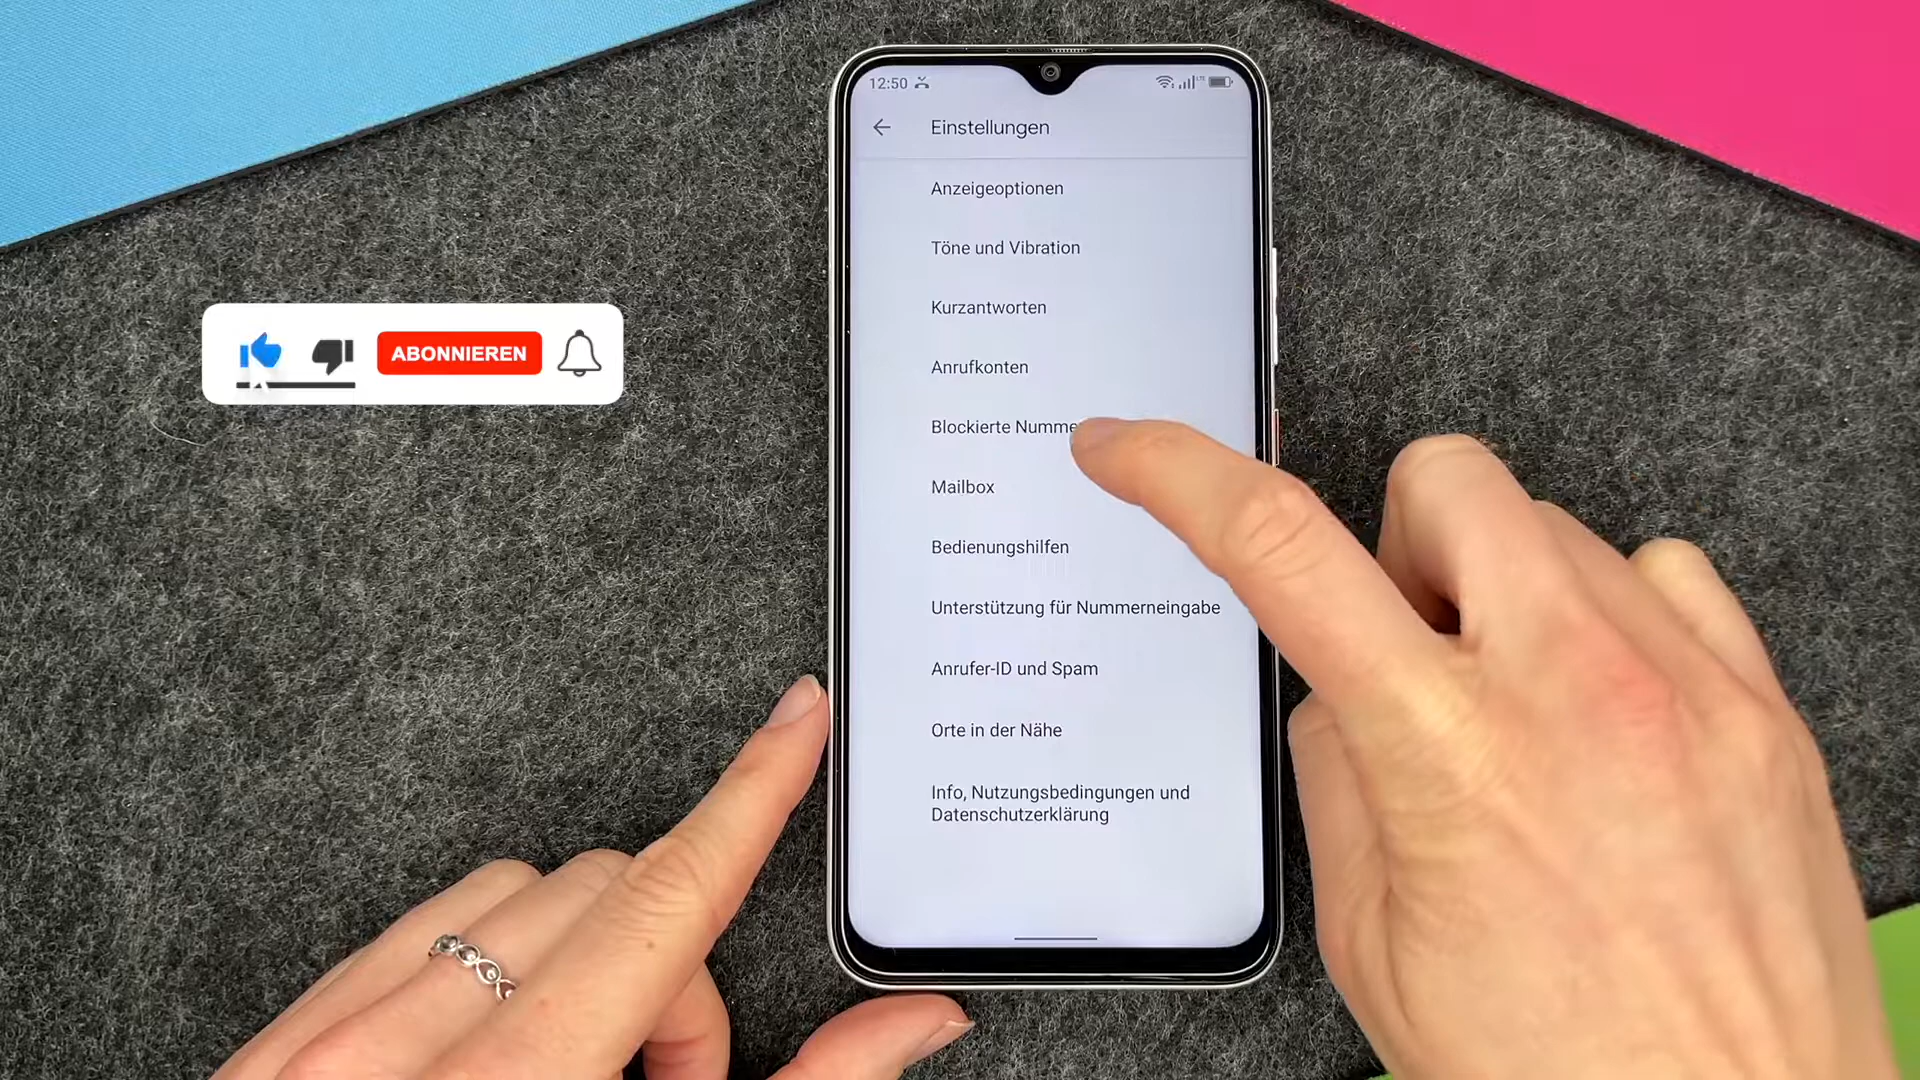 12:50
Einstellungen
Anzeigeoptionen
Töne und Vibration
Kurzantworten
Anrufkonten
ABONNIEREN
Blockierte
Mailbox
Bedienungshilfen
Unterstützung für Nummerneingabe
Anrufer-ID und Spam
Orte in der Nähe
Info, Nutzungsbedingungen und
Datenschutzerklärung